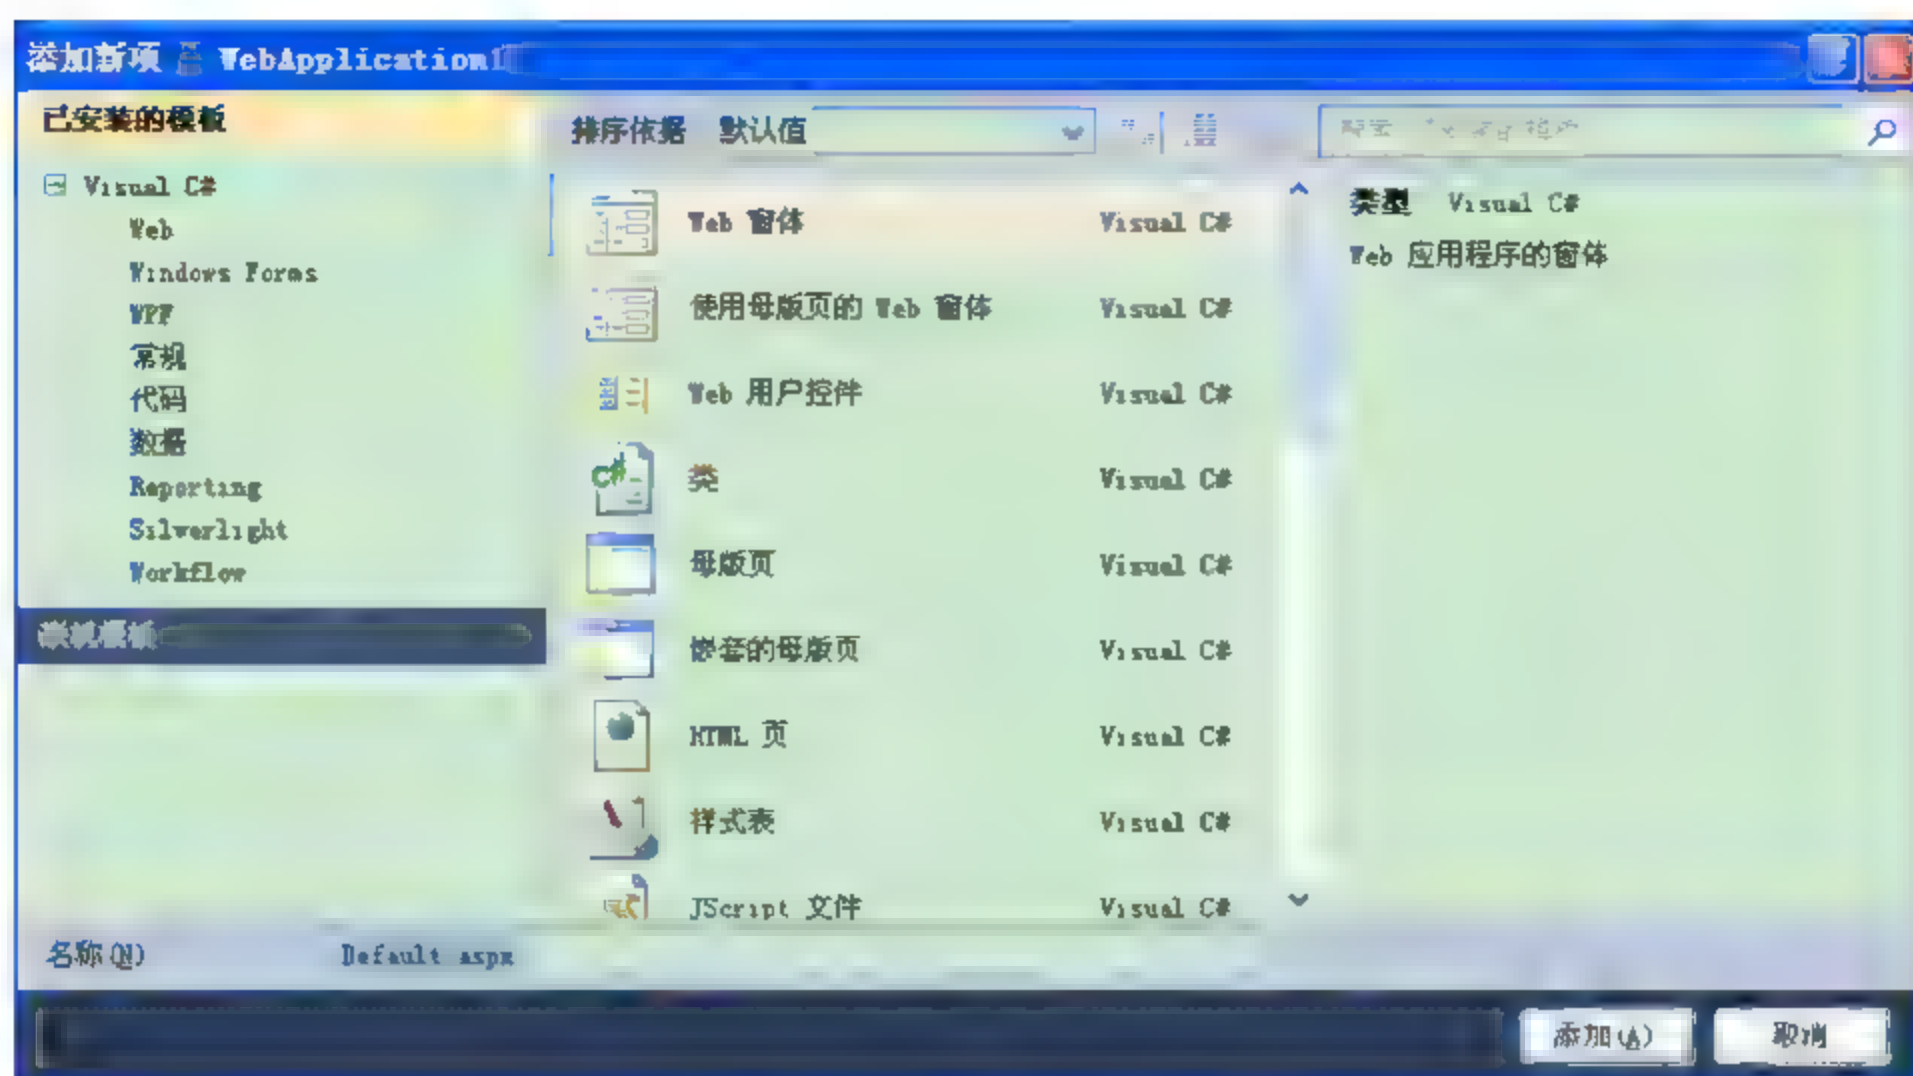 添加新项 WebApplication1
已安装的模板
排序依据 默认值
Visual C#
Web
Windows Forms
WPF
常规
代码
数据
Reporting
Silverlight
Workflow
联机模板
Web 窗体 Visual C#
使用母版页的 Web 窗体 Visual C#
Web 用户控件 Visual C#
类 Visual C#
母版页 Visual C#
嵌套的母版页 Visual C#
HTML 页 Visual C#
样式表 Visual C#
JScript 文件 Visual C#
类型 Visual C#
Web 应用程序的窗体
名称(N) Default aspx
添加(A) 取消